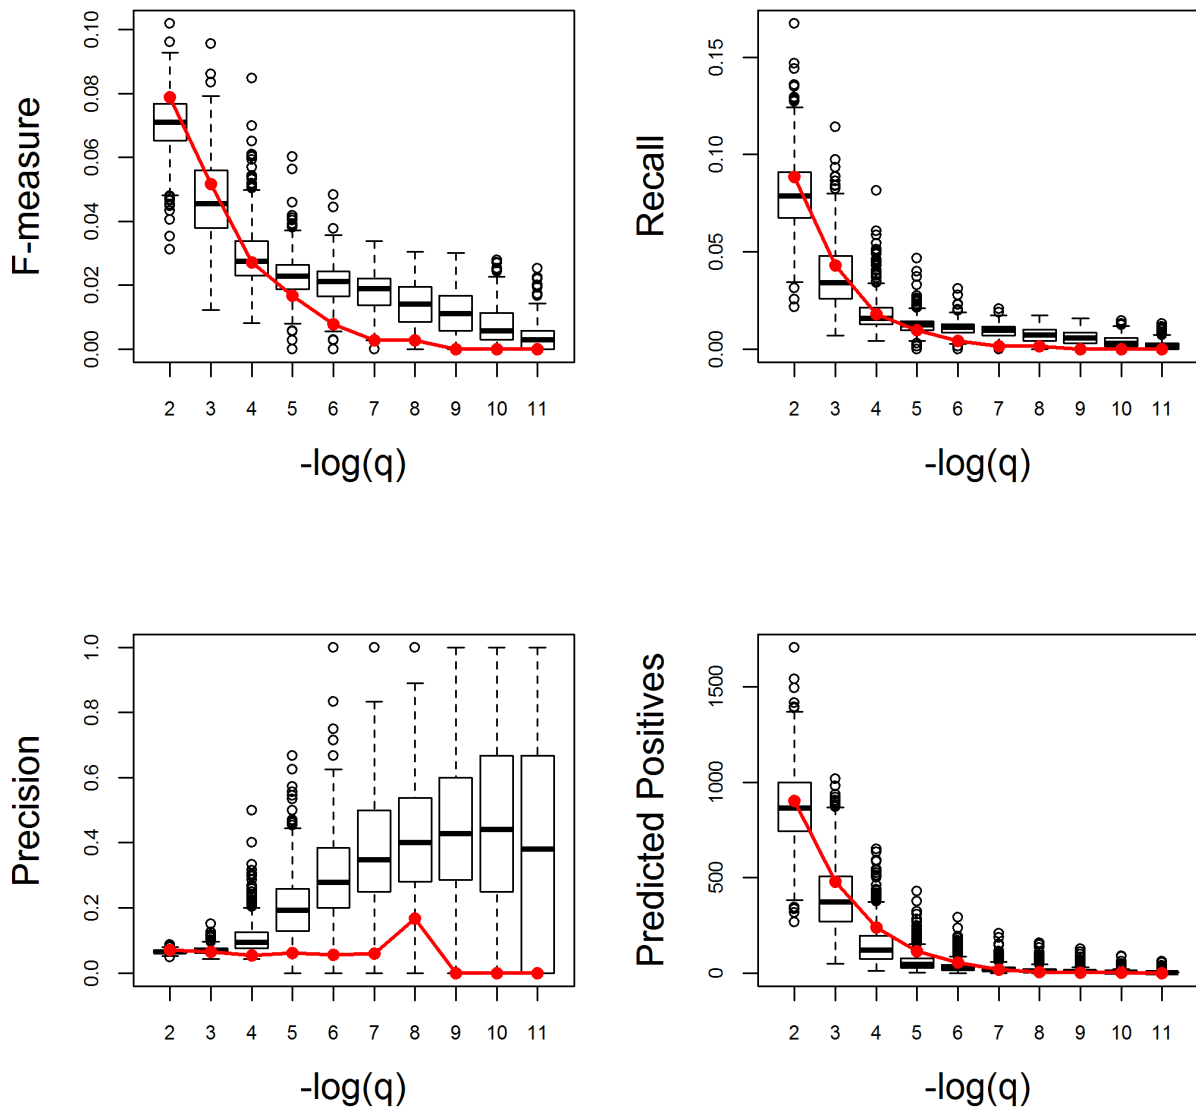 F-measure
0.00 0.02 0.04 0.06 0.08 0.10
2 3 4 5 6 7 8 9 10 11
-log(q)
Recall
0.00 0.05 0.10 0.15
2 3 4 5 6 7 8 9 10 11
-log(q)
Precision
0.0 0.2 0.4 0.6 0.8 1.0
2 3 4 5 6 7 8 9 10 11
-log(q)
Predicted Positives
0 500 1000 1500
2 3 4 5 6 7 8 9 10 11
-log(q)